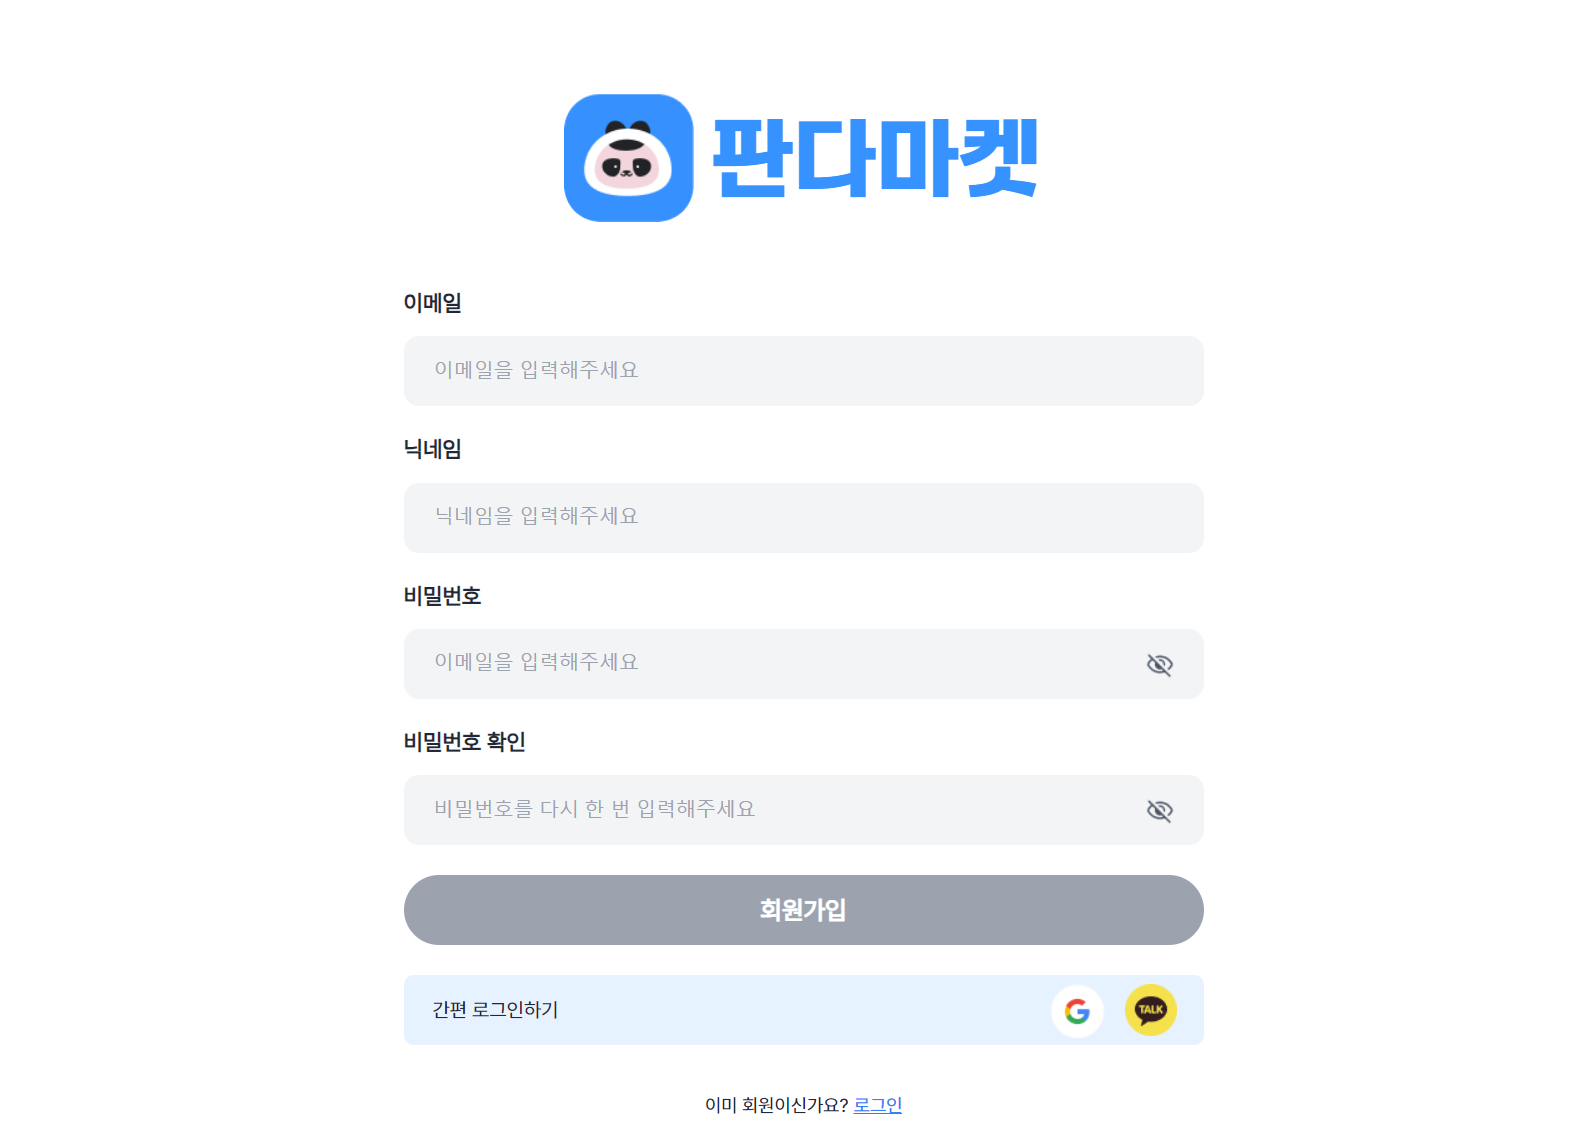 판다마켓
이메일
이메일을 입력해주세요
닉네임
닉네임을 입력해주세요
비밀번호
이메일을 입력해주세요
비밀번호 확인
비밀번호를 다시 한 번 입력해주세요
회원가입
간편 로그인하기
TALK
이미 회원이신가요? 로그인